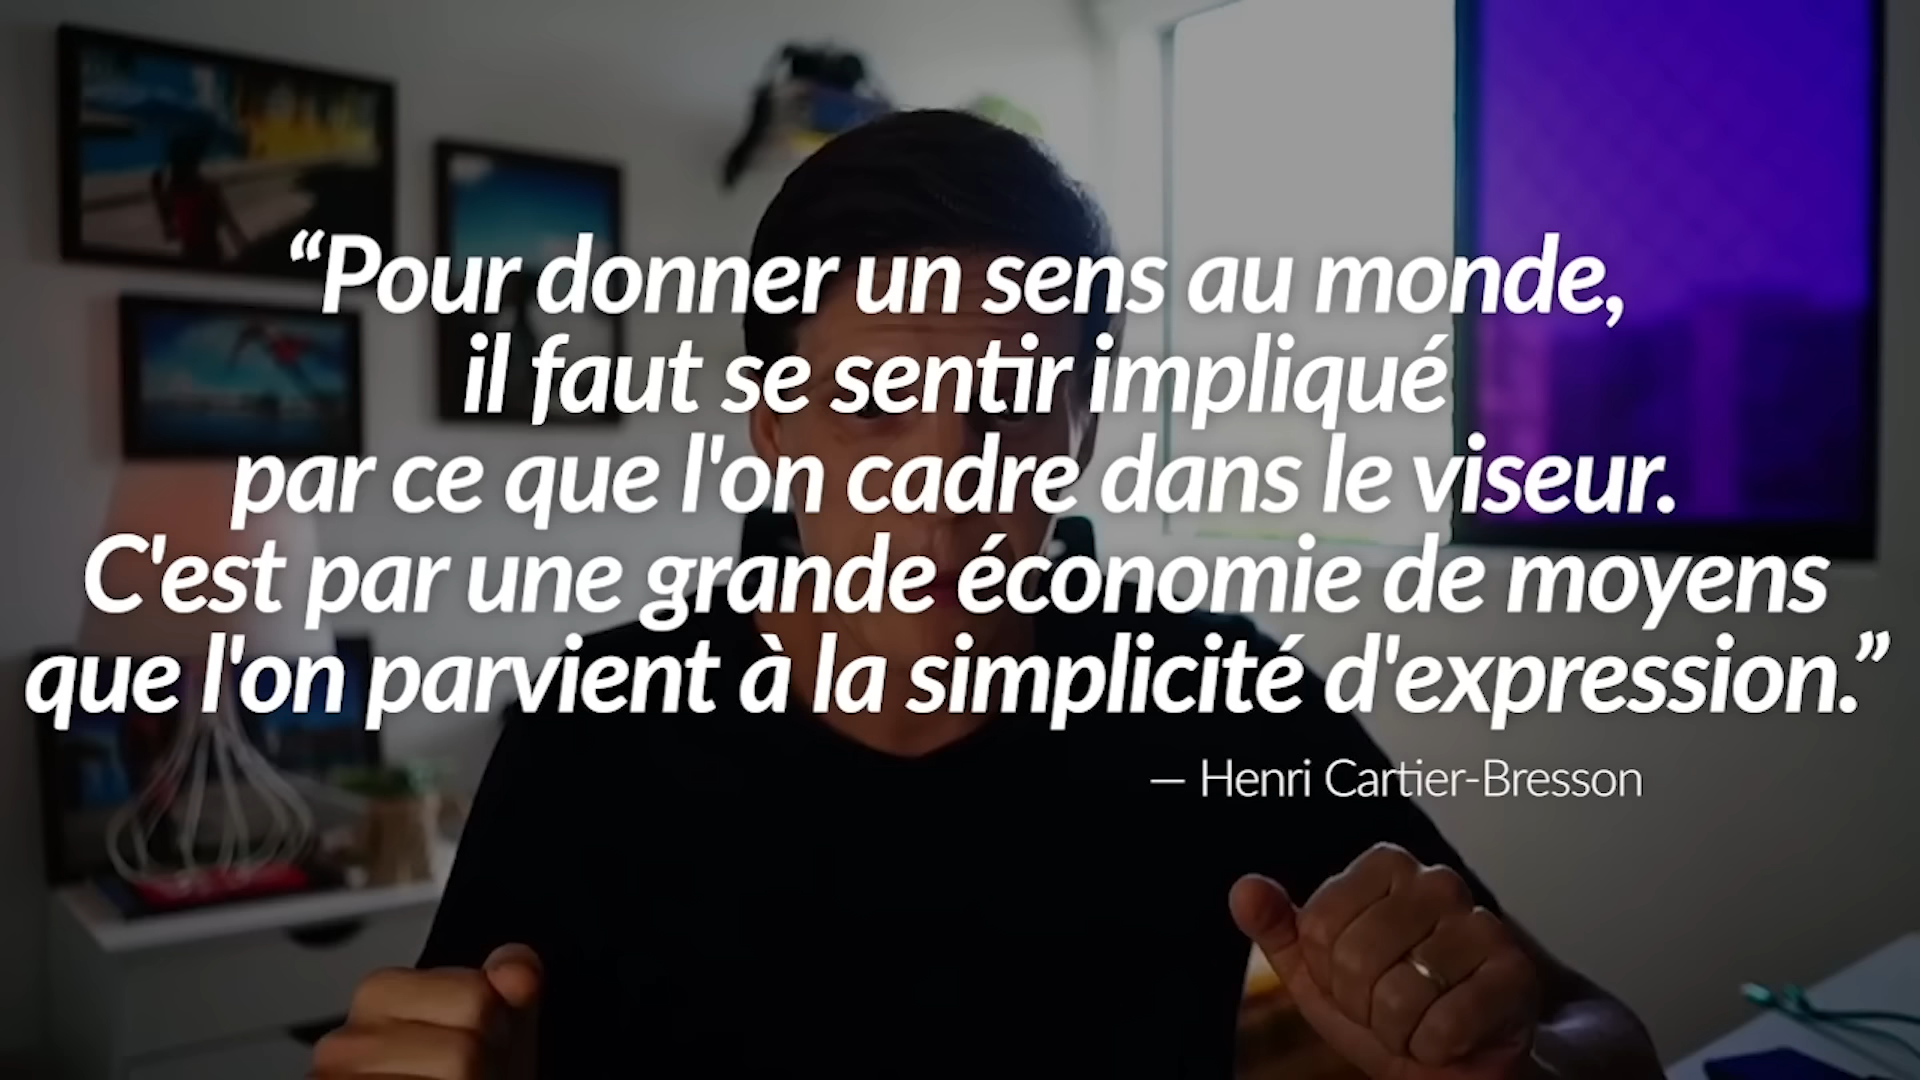 “Pour donner un sens au monde,
il faut se sentir impliqué
par ce que l'on cadre dans le viseur.
C'est par une grande économie de moyens
que l'on parvient à la simplicité d'expression.”
— Henri Cartier-Bresson